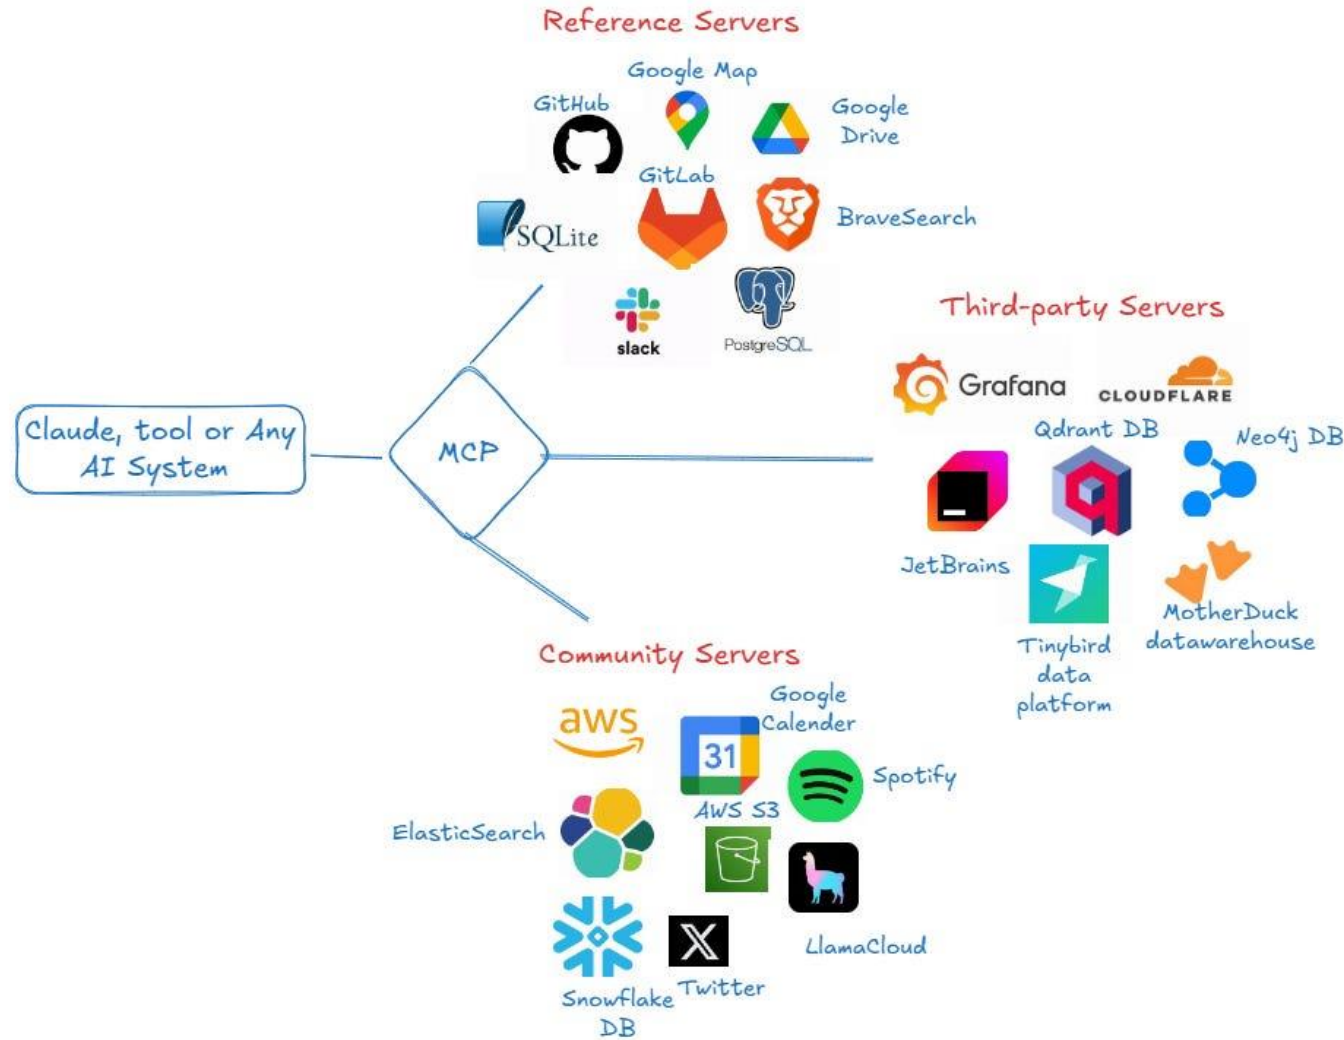 Reference Servers
Google Map
GitHub
Google
Drive
GitLab
BraveSearch
SQLite
slack
PostgreSQL
Third-party Servers
Grafana
CLOUDFLARE
Qdrant DB
Neo4j DB
Claude, tool or Any
AI System
MCP
JetBrains
MotherDuck
datawarehouse
Tinybird
data
platform
Community Servers
aws
Google
Calender
31
Spotify
AWS S3
ElasticSearch
LlamaCloud
Twitter
Snowflake
DB